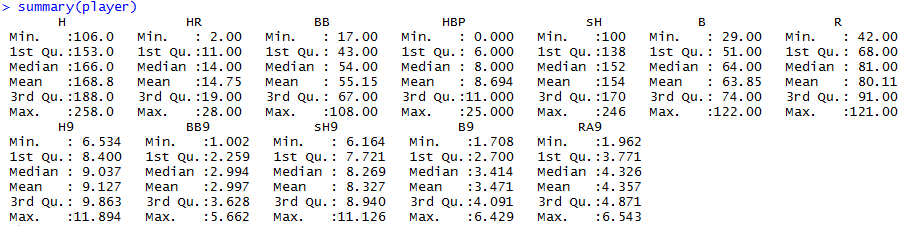 > summary(player)
H HR BB HBP sH B R
Min. :106.0 Min. : 2.00 Min. : 17.00 Min. : 0.000 Min. :100 Min. : 29.00 Min. : 42.00
1st Qu.:153.0 1st Qu.:11.00 1st Qu.: 43.00 1st Qu.: 6.000 1st Qu.:138 1st Qu.: 51.00 1st Qu.: 68.00
Median :166.0 Median :14.00 Median : 54.00 Median : 8.000 Median :152 Median : 64.00 Median : 81.00
Mean :168.8 Mean :14.75 Mean : 55.15 Mean : 8.694 Mean :154 Mean : 63.85 Mean : 80.11
3rd Qu.:188.0 3rd Qu.:19.00 3rd Qu.: 67.00 3rd Qu.:11.000 3rd Qu.:170 3rd Qu.: 74.00 3rd Qu.: 91.00
Max. :258.0 Max. :28.00 Max. :108.00 Max. :25.000 Max. :246 Max. :122.00 Max. :121.00
H9 BB9 sH9 B9 RA9
Min. : 6.534 Min. :1.002 Min. : 6.164 Min. :1.708 Min. :1.962
1st Qu.: 8.400 1st Qu.:2.259 1st Qu.: 7.721 1st Qu.:2.700 1st Qu.:3.771
Median : 9.037 Median :2.994 Median : 8.269 Median :3.414 Median :4.326
Mean : 9.127 Mean :2.997 Mean : 8.327 Mean :3.471 Mean :4.357
3rd Qu.: 9.863 3rd Qu.:3.628 3rd Qu.: 8.940 3rd Qu.:4.091 3rd Qu.:4.871
Max. :11.894 Max. :5.662 Max. :11.126 Max. :6.429 Max. :6.543